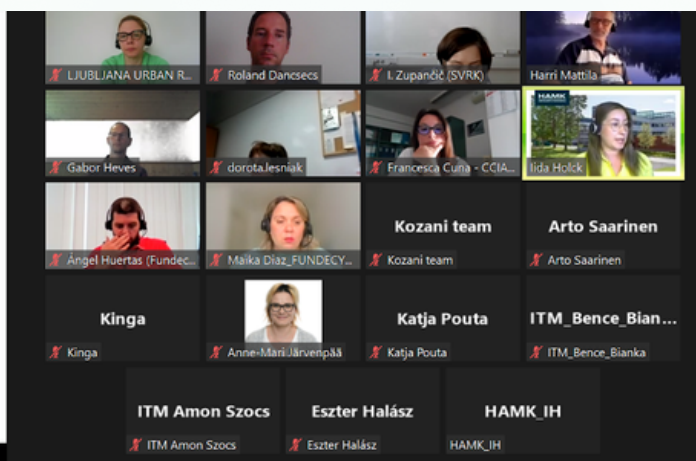 LJUBLJANA URBAN R...
Roland Dancsecs
I. Zupančič (SVRK)
Harri Mattila
HAMK
Gabor Heves
dorota.lesniak
Francesca Cuna - CCIA...
Iida Holck
Àngel Huertas (Fundec...
Maika Diaz_FUNDECY...
Kozani team
Kozani team
Arto Saarinen
Arto Saarinen
Kinga
Kinga
Anne-Mari Järvenpää
Katja Pouta
Katja Pouta
ITM_Bence_Bian...
ITM_Bence_Bianka
ITM Amon Szocs
ITM Amon Szocs
Eszter Halász
Eszter Halász
HAMK_IH
HAMK_IH